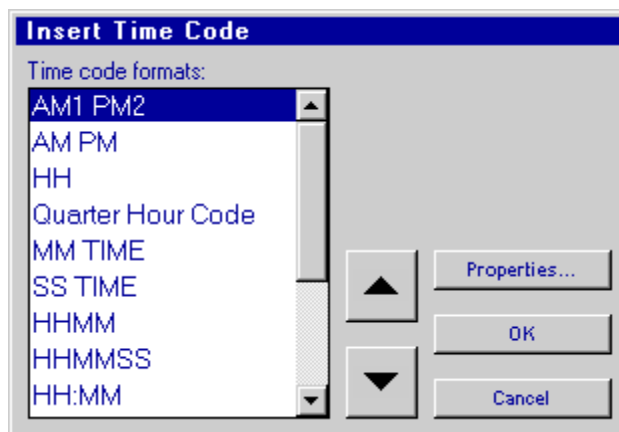 Insert Time Code
Time code formats:
AM1 PM2
AM PM
HH
Quarter Hour Code
MM TIME
SS TIME
HHMM
HHMMSS
HH:MM
Properties...
OK
Cancel